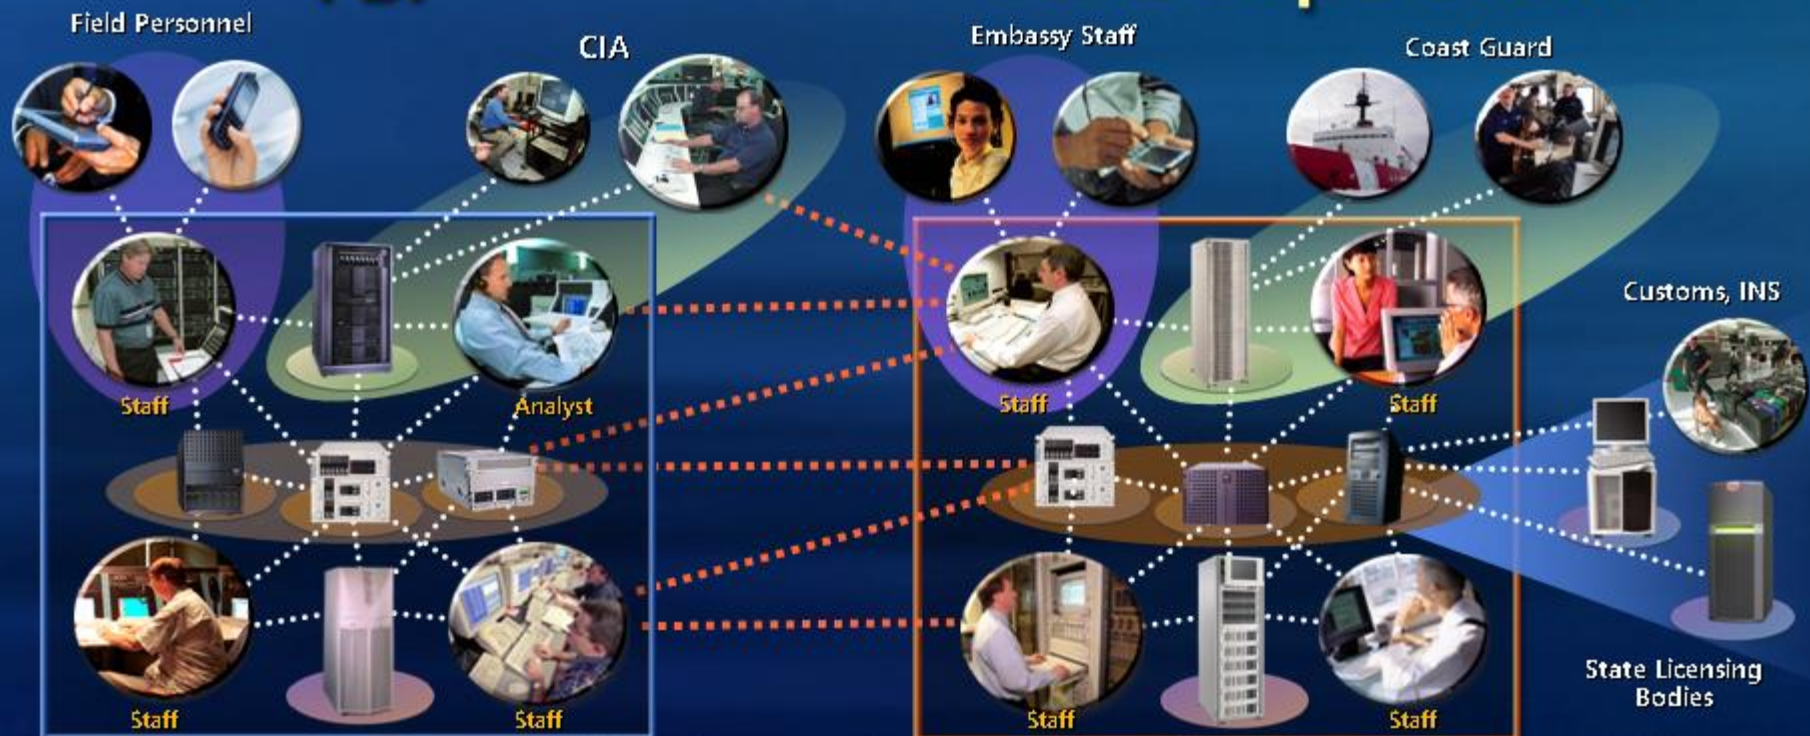 Field Personnel
CIA
Embassy Staff
Coast Guard
Customs, INS
Staff
Analyst
Staff
Staff
Staff
Staff
Staff
Staff
State Licensing
Bodies